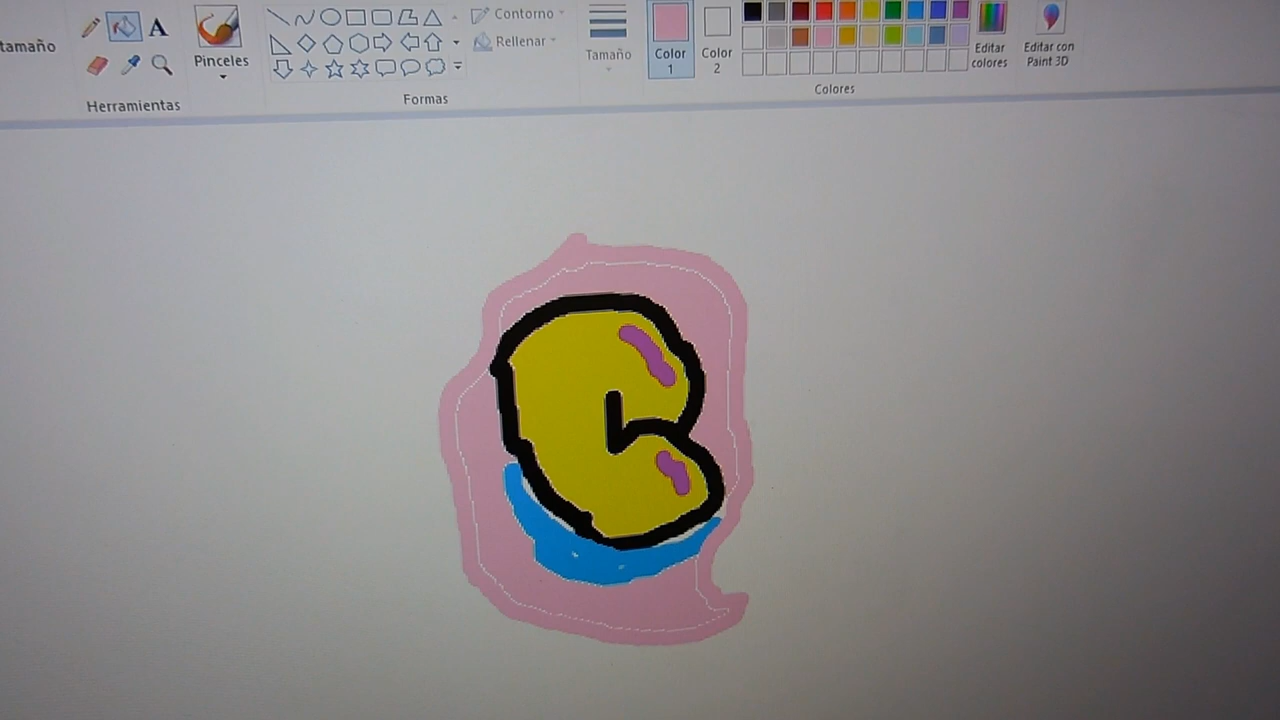 tamaño
A
Pinceles
Herramientas
Formas
Contorno
Rellenar
Tamaño
Color
1
Color
2
Editar
colores
Editar con
Paint 3D
Colores
C